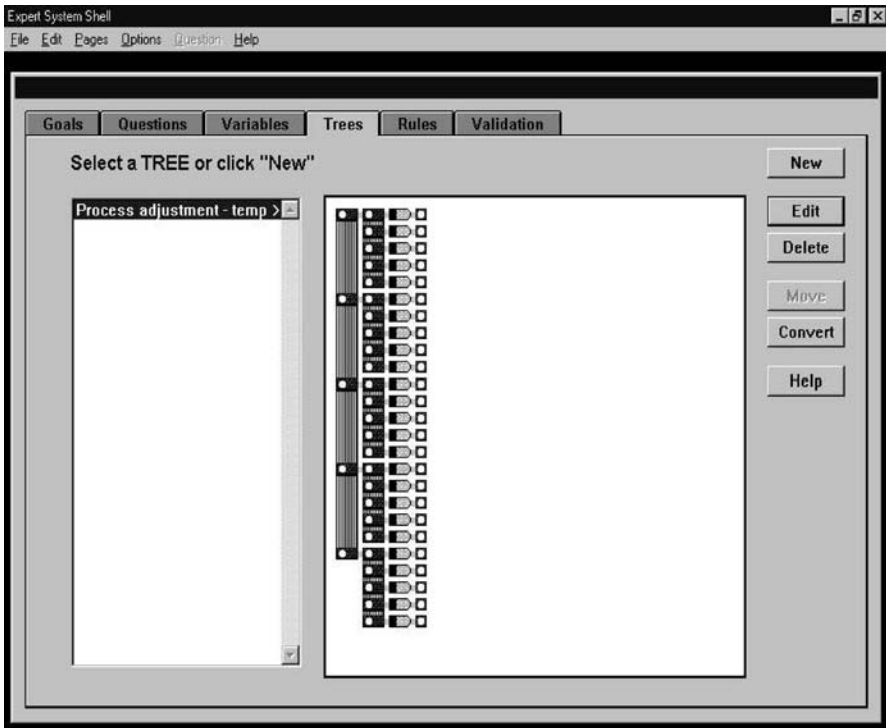 Expert System Shell
File Edit Pages Options Question Help
Goals Questions Variables Trees Rules Validation
Select a TREE or click "New"
New
Process adjustment - temp >
Edit
Delete
Move
Convert
Help